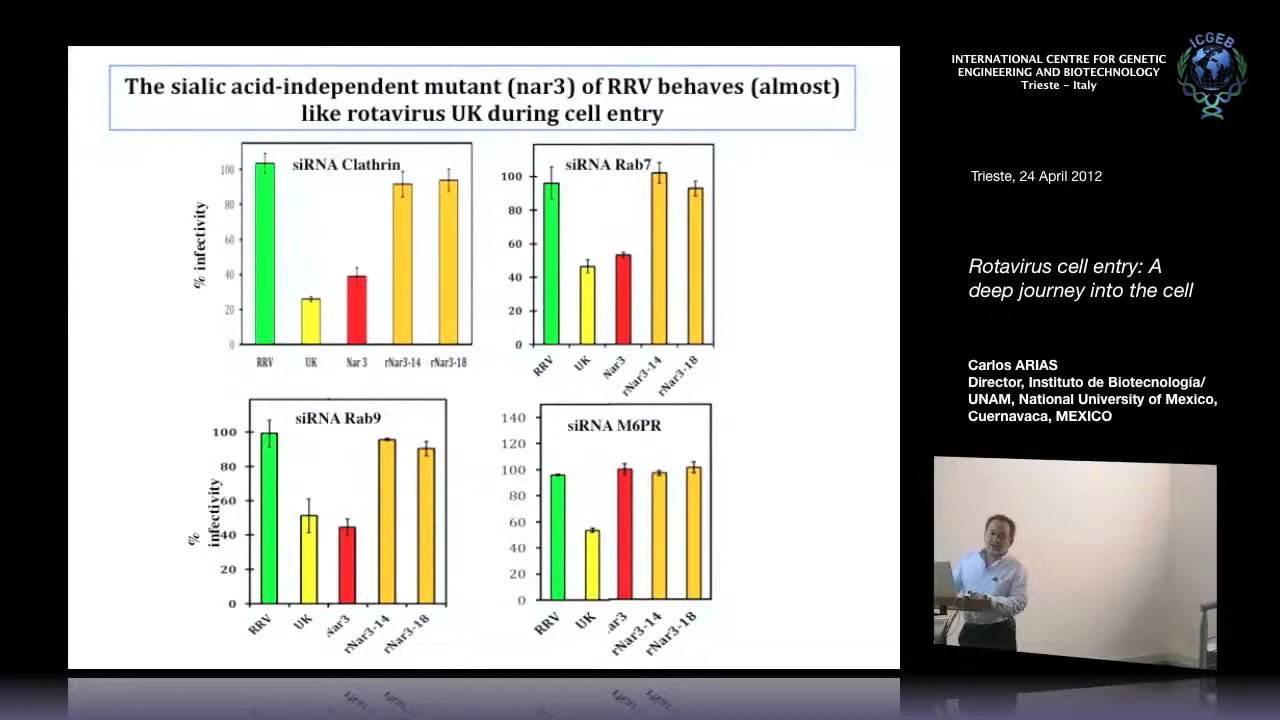 The sialic acid-independent mutant (nar3) of RRV behaves (almost)
like rotavirus UK during cell entry
siRNA Clathrin
% infectivity
100
80
60
40
20
0
RRV
UK
Nar 3
rNar3-14
rNar3-18
siRNA Rab7
100
80
60
40
20
0
RRV
UK
Nar3
rNar3-14
rNar3-18
siRNA Rab9
%
infectivity
100
80
60
40
20
0
RRV
UK
Nar3
rNar3-14
rNar3-18
siRNA M6PR
140
120
100
80
60
40
20
0
RRV
UK
ar3
rNar3-14
rNar3-18
INTERNATIONAL CENTRE FOR GENETIC
ENGINEERING AND BIOTECHNOLOGY
Trieste - Italy
ICGEB
Trieste, 24 April 2012
Rotavirus cell entry: A
deep journey into the cell
Carlos ARIAS
Director, Instituto de Biotecnología/
UNAM, National University of Mexico,
Cuernavaca, MEXICO